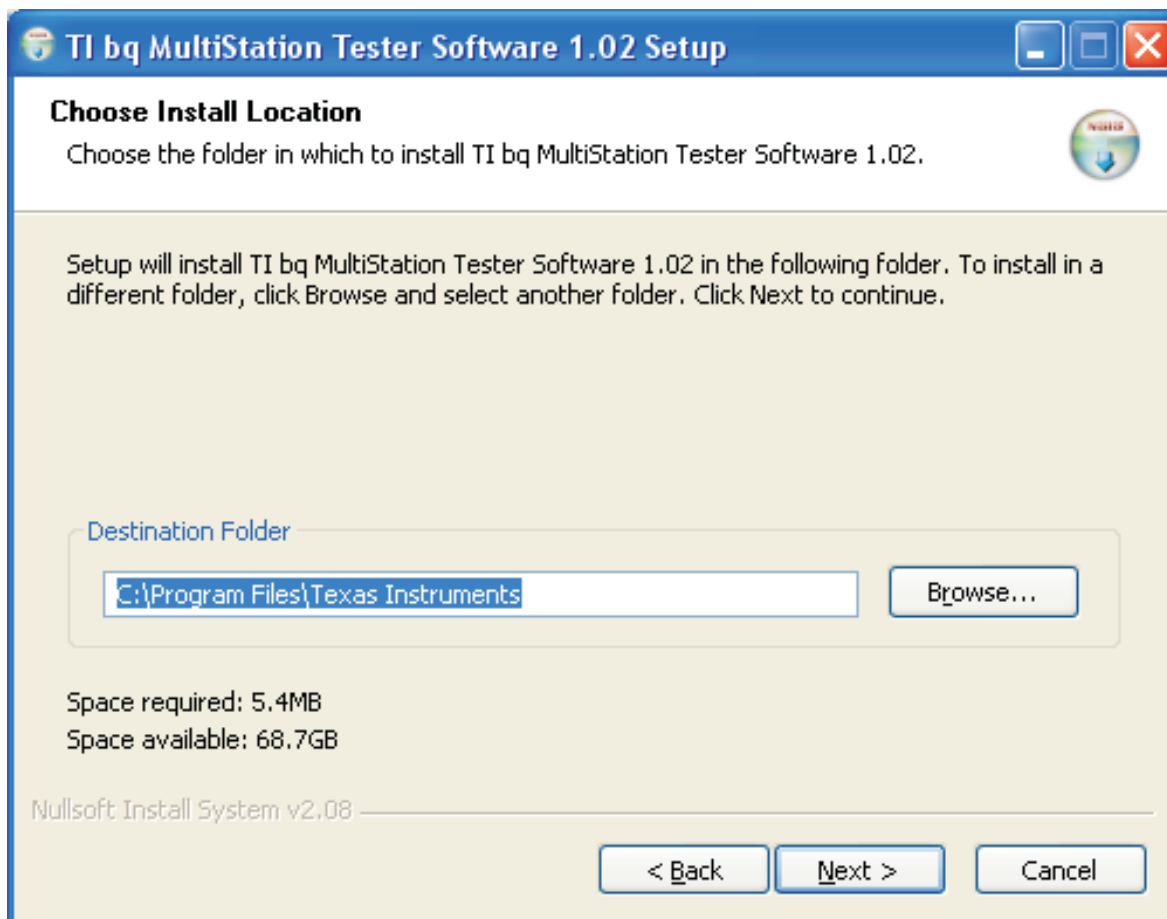 TI bq MultiStation Tester Software 1.02 Setup
Choose Install Location
Choose the folder in which to install TI bq MultiStation Tester Software 1.02.
Setup will install TI bq MultiStation Tester Software 1.02 in the following folder. To install in a
different folder, click Browse and select another folder. Click Next to continue.
Destination Folder
C:\Program Files\Texas Instruments
Browse...
Space required: 5.4MB
Space available: 68.7GB
Nullsoft Install System v2.08
< Back Next > Cancel